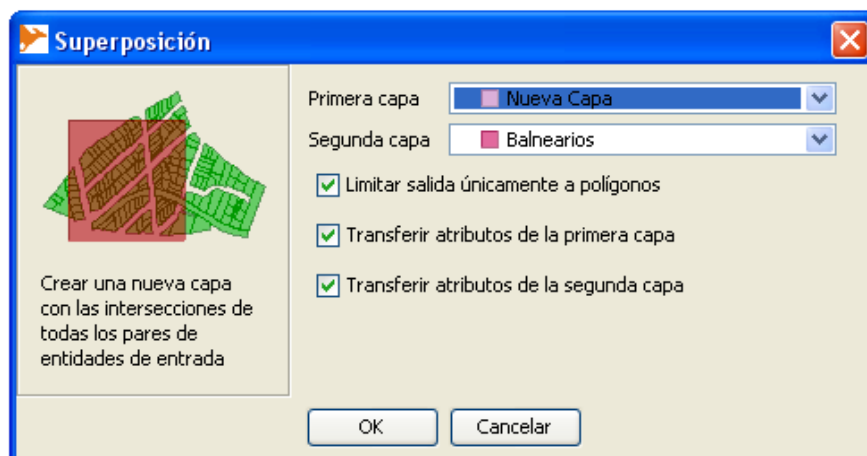 Superposición
Primera capa
Nueva Capa
Segunda capa
Balnearios
Limitar salida únicamente a polígonos
Transferir atributos de la primera capa
Transferir atributos de la segunda capa
Crear una nueva capa
con las intersecciones de
todas los pares de
entidades de entrada
OK
Cancelar